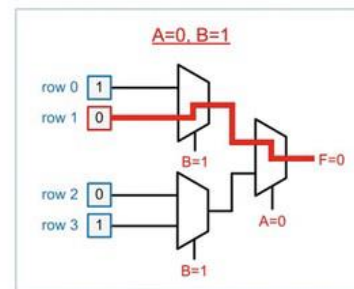 A=0, B=1
row 0 1
row 1 0
B=1
F=0
row 2 0
row 3 1
A=0
B=1